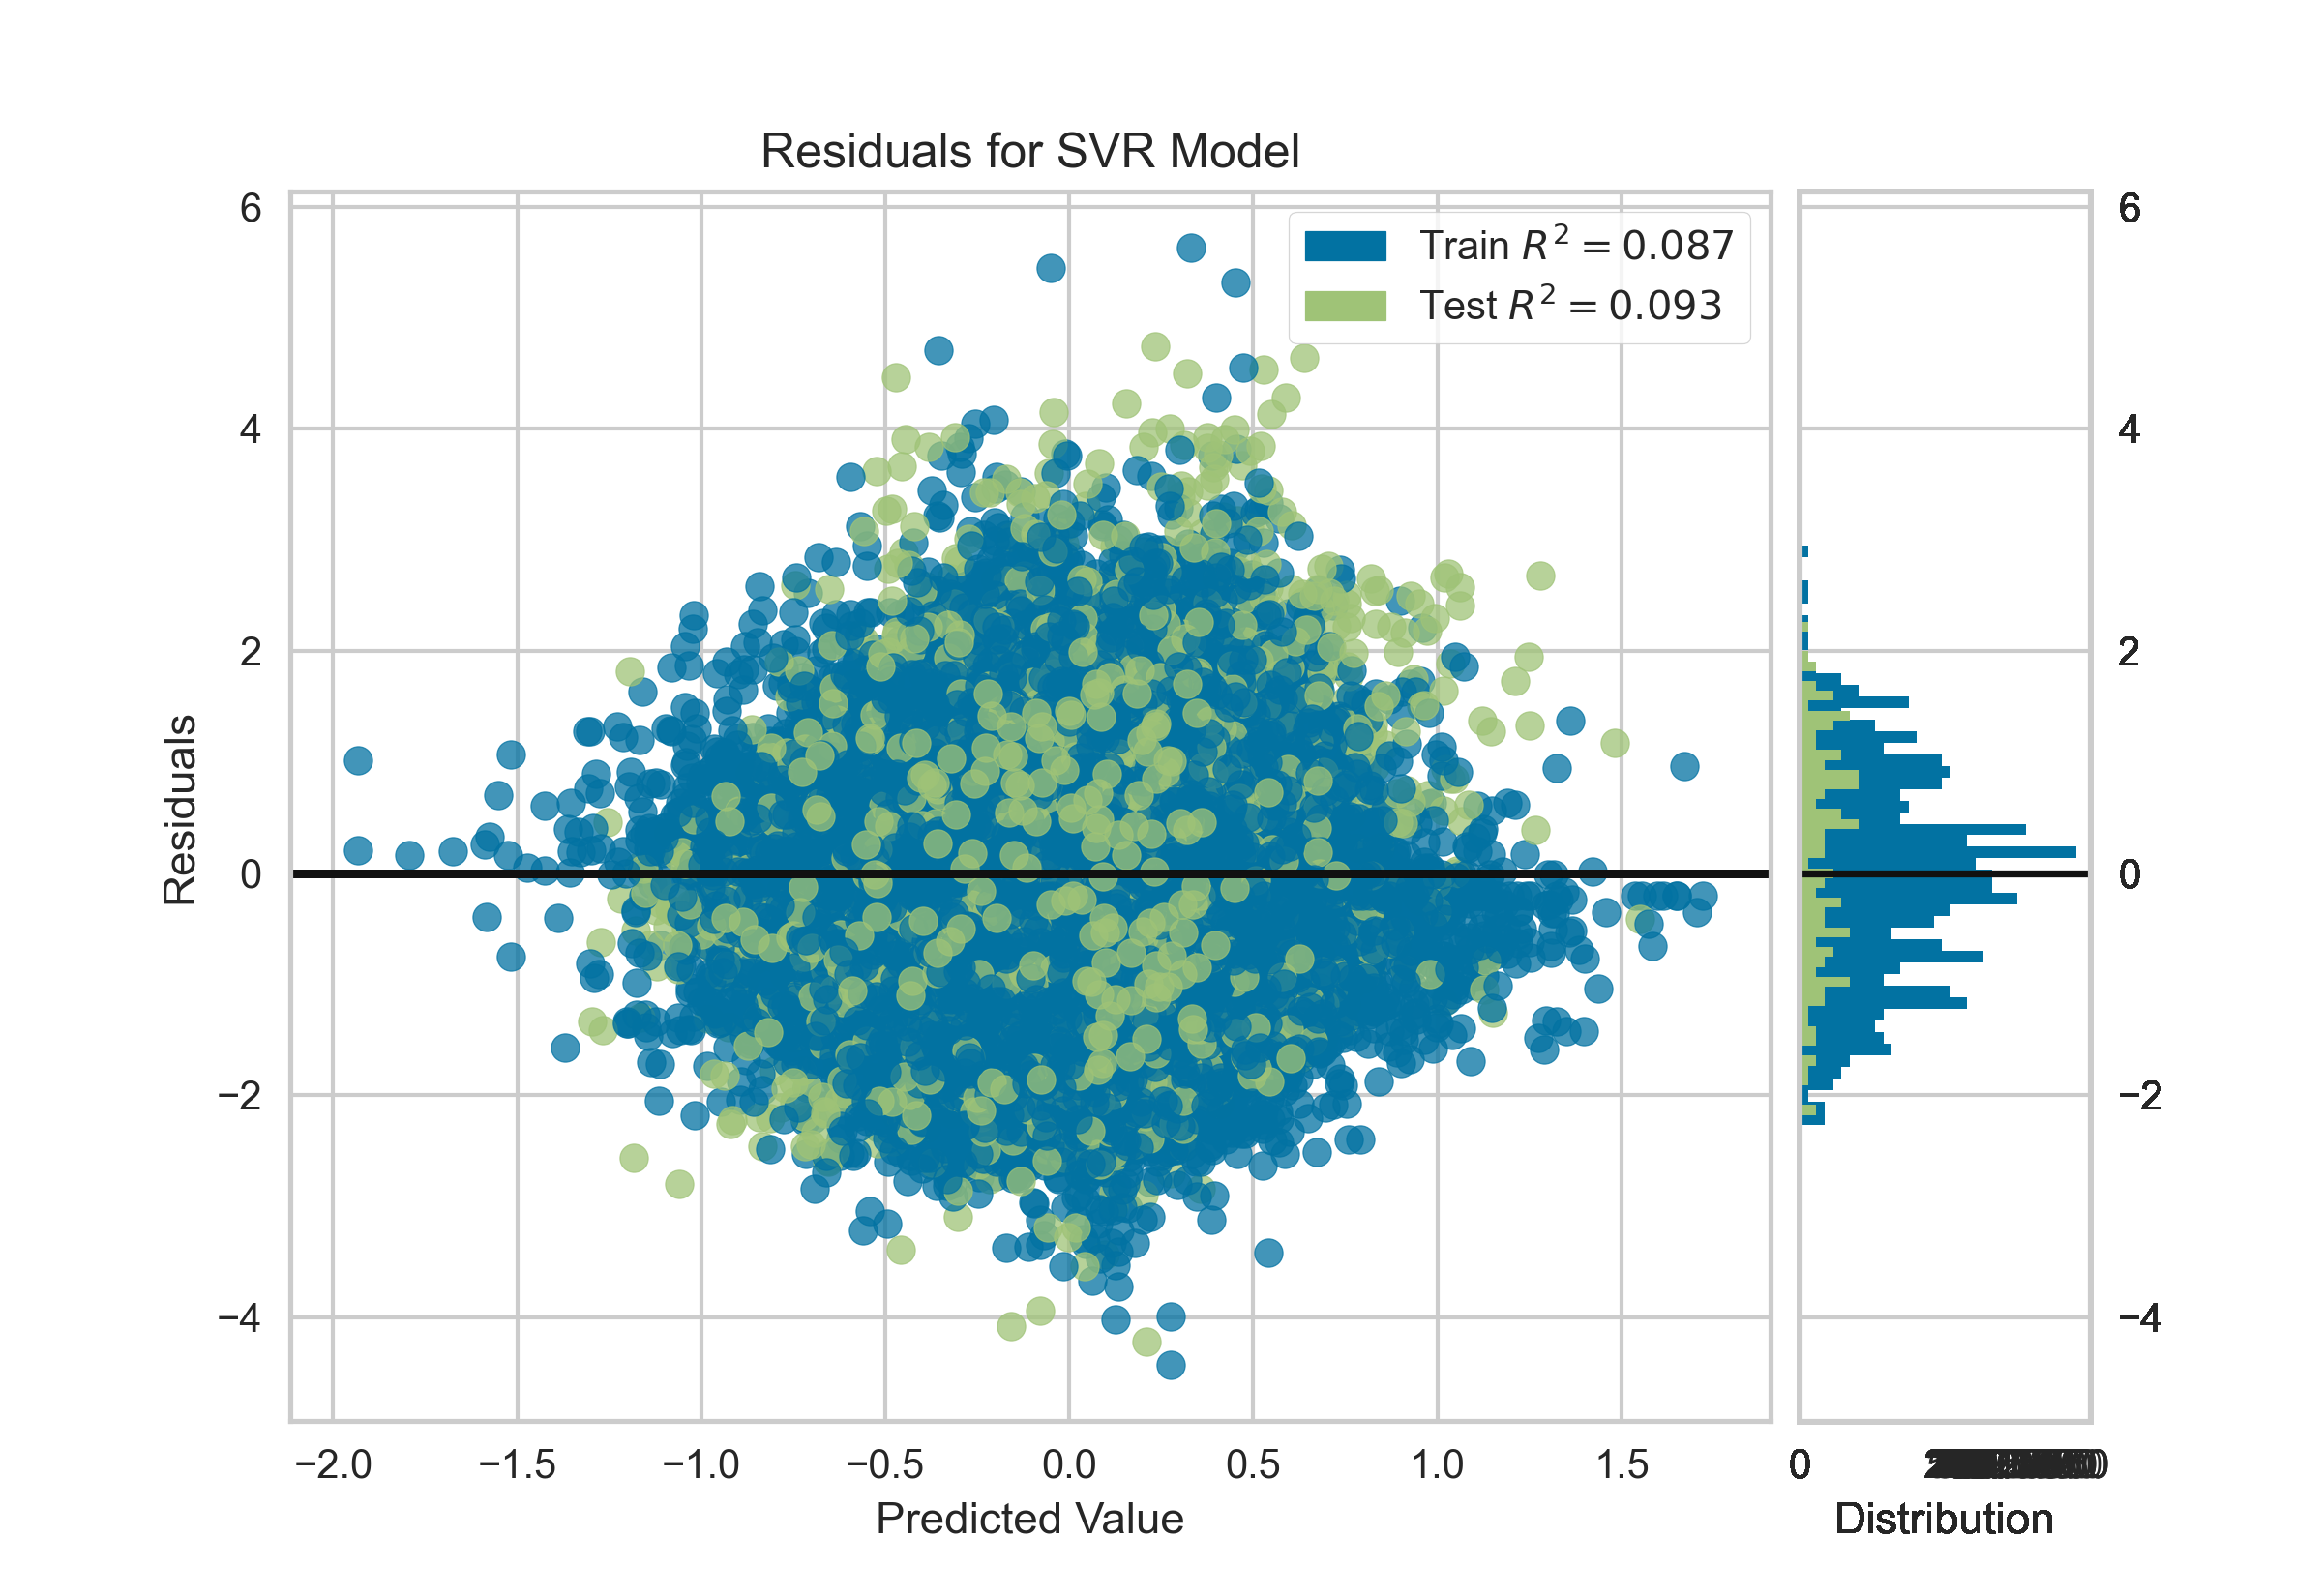 Residuals for SVR Model
Train R² = 0.087
Test R² = 0.093
Residuals
6
4
2
0
−2
−4
−2.0 −1.5 −1.0 −0.5 0.0 0.5 1.0 1.5
Predicted Value
6
4
2
0
−2
−4
0
Distribution